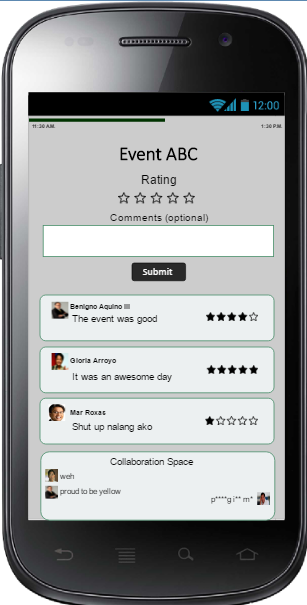 12:00
11:30 AM
1:30 PM
Event ABC
Rating
Comments (optional)
Submit
Benigno Aquino III
The event was good
Gloria Arroyo
It was an awesome day
Mar Roxas
Shut up nalang ako
Collaboration Space
weh
proud to be yellow
p****g i** m*